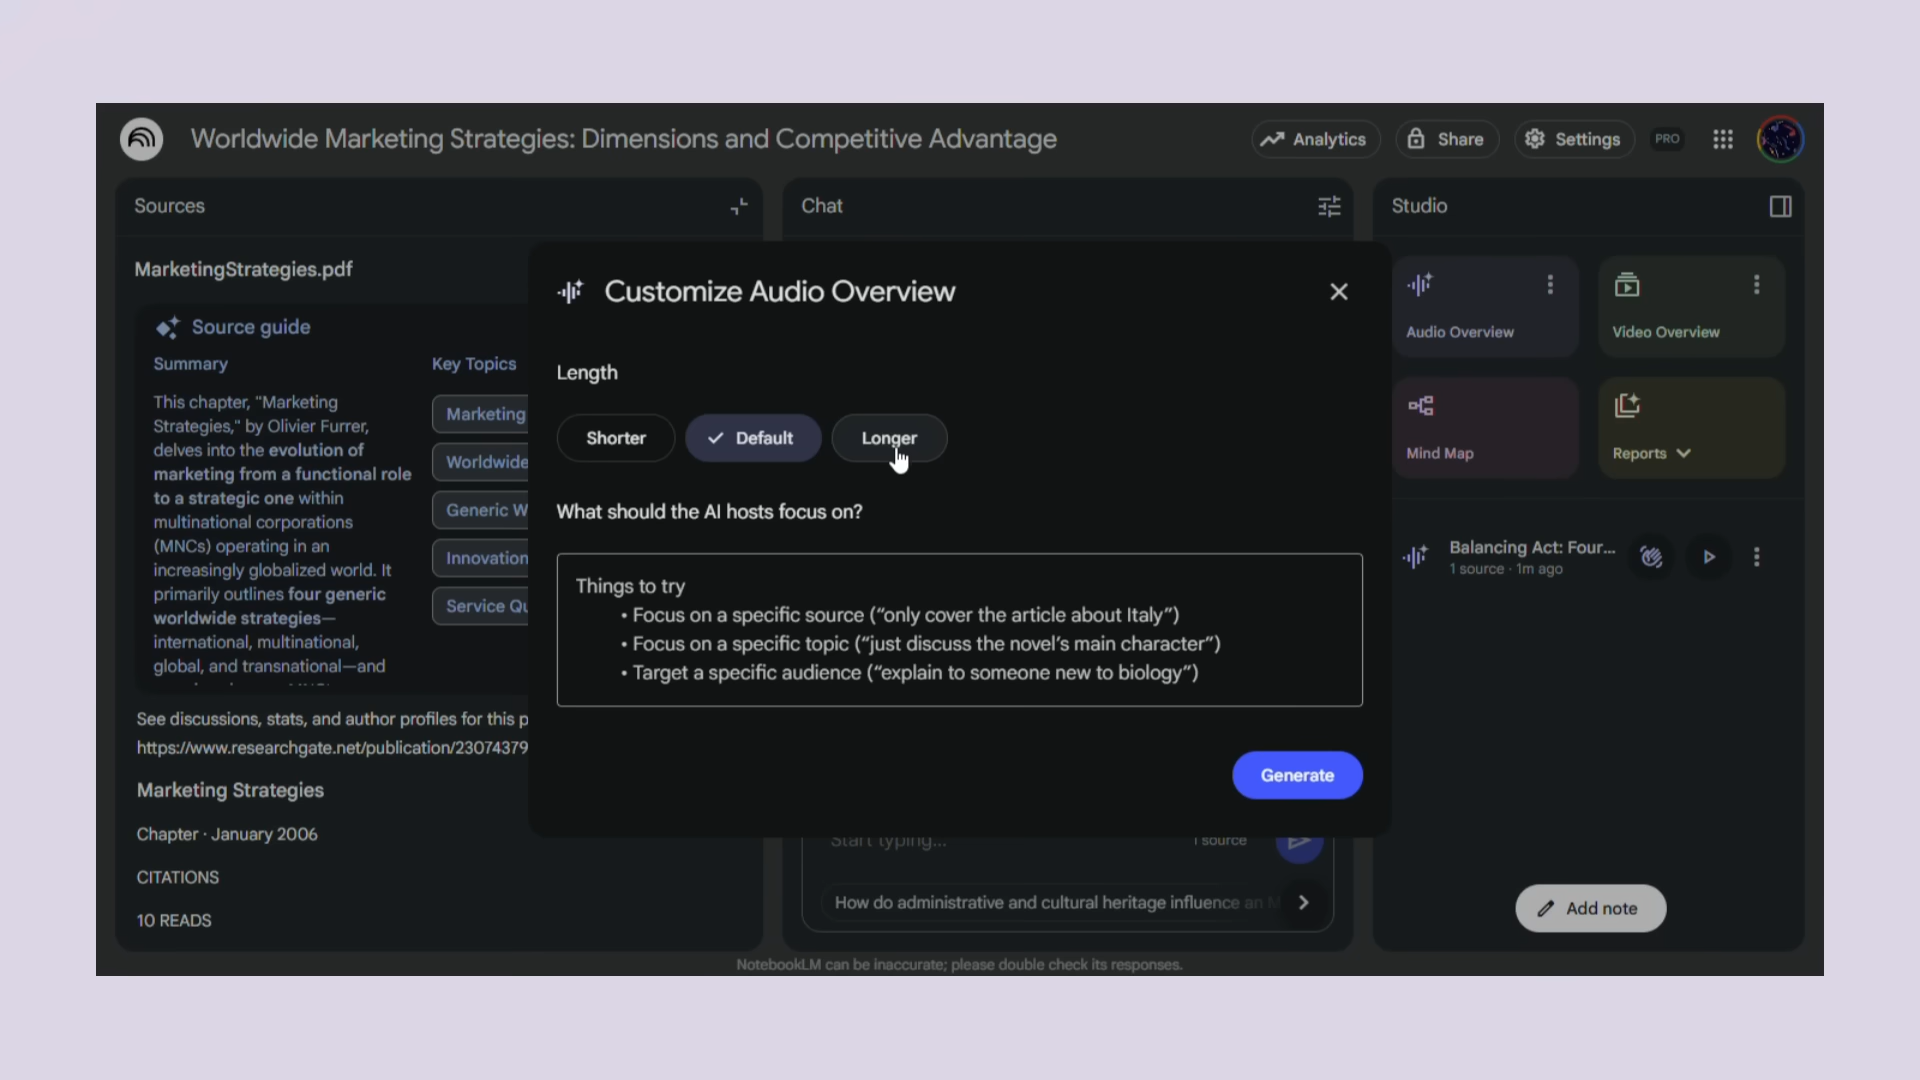 Worldwide Marketing Strategies: Dimensions and Competitive Advantage
Analytics
Share
Settings
PRO
Sources
MarketingStrategies.pdf
Source guide
Summary
This chapter, "Marketing
Strategies," by Olivier Furrer,
delves into the evolution of
marketing from a functional role
to a strategic one within
multinational corporations
(MNCs) operating in an
increasingly globalized world. It
primarily outlines four generic
worldwide strategies—
international, multinational,
global, and transnational—and
Key Topics
Marketing
Worldwide
Generic W
Innovation
Service Qu
See discussions, stats, and author profiles for this p
https://www.researchgate.net/publication/23074379
Marketing Strategies
Chapter · January 2006
CITATIONS
10 READS
Chat
Customize Audio Overview
Length
Shorter
Default
Longer
What should the AI hosts focus on?
Things to try
• Focus on a specific source (“only cover the article about Italy”)
• Focus on a specific topic (“just discuss the novel’s main character”)
• Target a specific audience (“explain to someone new to biology”)
Generate
Start typing...
1 source
How do administrative and cultural heritage influence an M
Studio
Audio Overview
Video Overview
Mind Map
Reports
Balancing Act: Four...
1 source · 1m ago
Add note
NotebookLM can be inaccurate; please double check its responses.